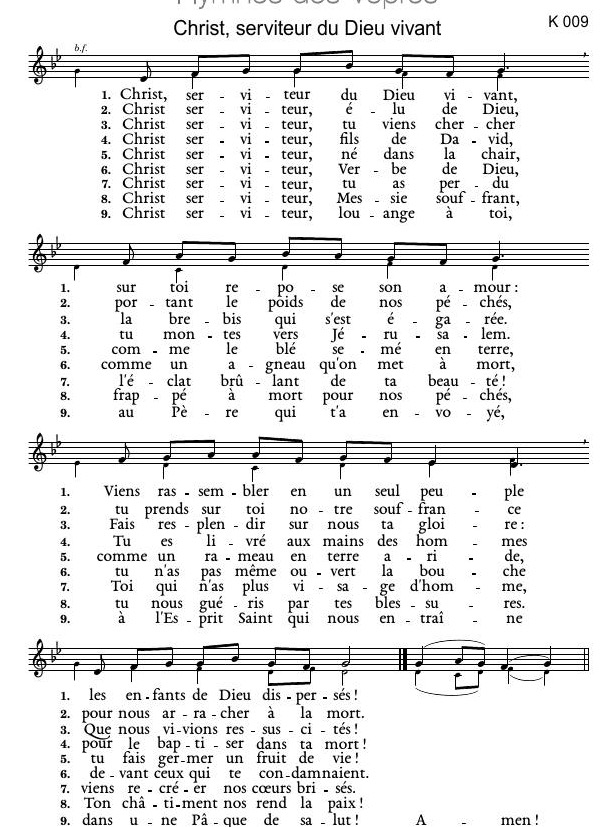 Hymnes des Vêpres
Christ, serviteur du Dieu vivant
K 009
b.f.
1. Christ, ser - vi - teur du Dieu vi - vant,
2. Christ ser - vi - teur, é - lu de Dieu,
3. Christ ser - vi - teur, tu viens cher - cher
4. Christ ser - vi - teur, fils de Da - vid,
5. Christ ser - vi - teur, né dans la chair,
6. Christ ser - vi - teur, Ver - be de Dieu,
7. Christ ser - vi - teur, tu as per - du
8. Christ ser - vi - teur, Mes - sie souf - frant,
9. Christ ser - vi - teur, lou - ange à toi,
1. sur toi re - po - se son a - mour :
2. por - tant le poids de nos pé - chés,
3. la bre - bis qui s'est é - ga - rée.
4. tu mon - tes vers Jé - ru - sa - lem.
5. com - me le blé se - mé en terre,
6. comme un a - gneau qu'on met à mort,
7. l'é - clat brû - lant de ta beau - té !
8. frap - pé à mort pour nos pé - chés,
9. au Pè - re qui t'a en - vo - yé,
1. Viens ras - sem - bler en un seul peu - ple
2. tu prends sur toi no - tre souf - fran - ce
3. Fais res - plen - dir sur nous ta gloi - re :
4. Tu es li - vré aux mains des hom - mes
5. comme un ra - meau en terre a - ri - de,
6. tu n'as pas même ou - vert la bou - che
7. Toi qui n'as plus vi - sa - ge d'hom - me,
8. tu nous gué - ris par tes bles - su - res.
9. à l'Es - prit Saint qui nous en - traî - ne
1. les en - fants de Dieu dis - per - sés !
2. pour nous ar - ra - cher à la mort.
3. Que nous vi - vions res - sus - ci - tés !
4. pour le bap - ti - ser dans ta mort !
5. tu fais ger - mer un fruit de vie !
6. de - vant ceux qui te con - damnaient.
7. viens re - cré - er nos cœurs bri - sés.
8. Ton châ - ti - ment nos rend la paix !
9. dans u - ne Pâ - que de sa - lut ! A - men !